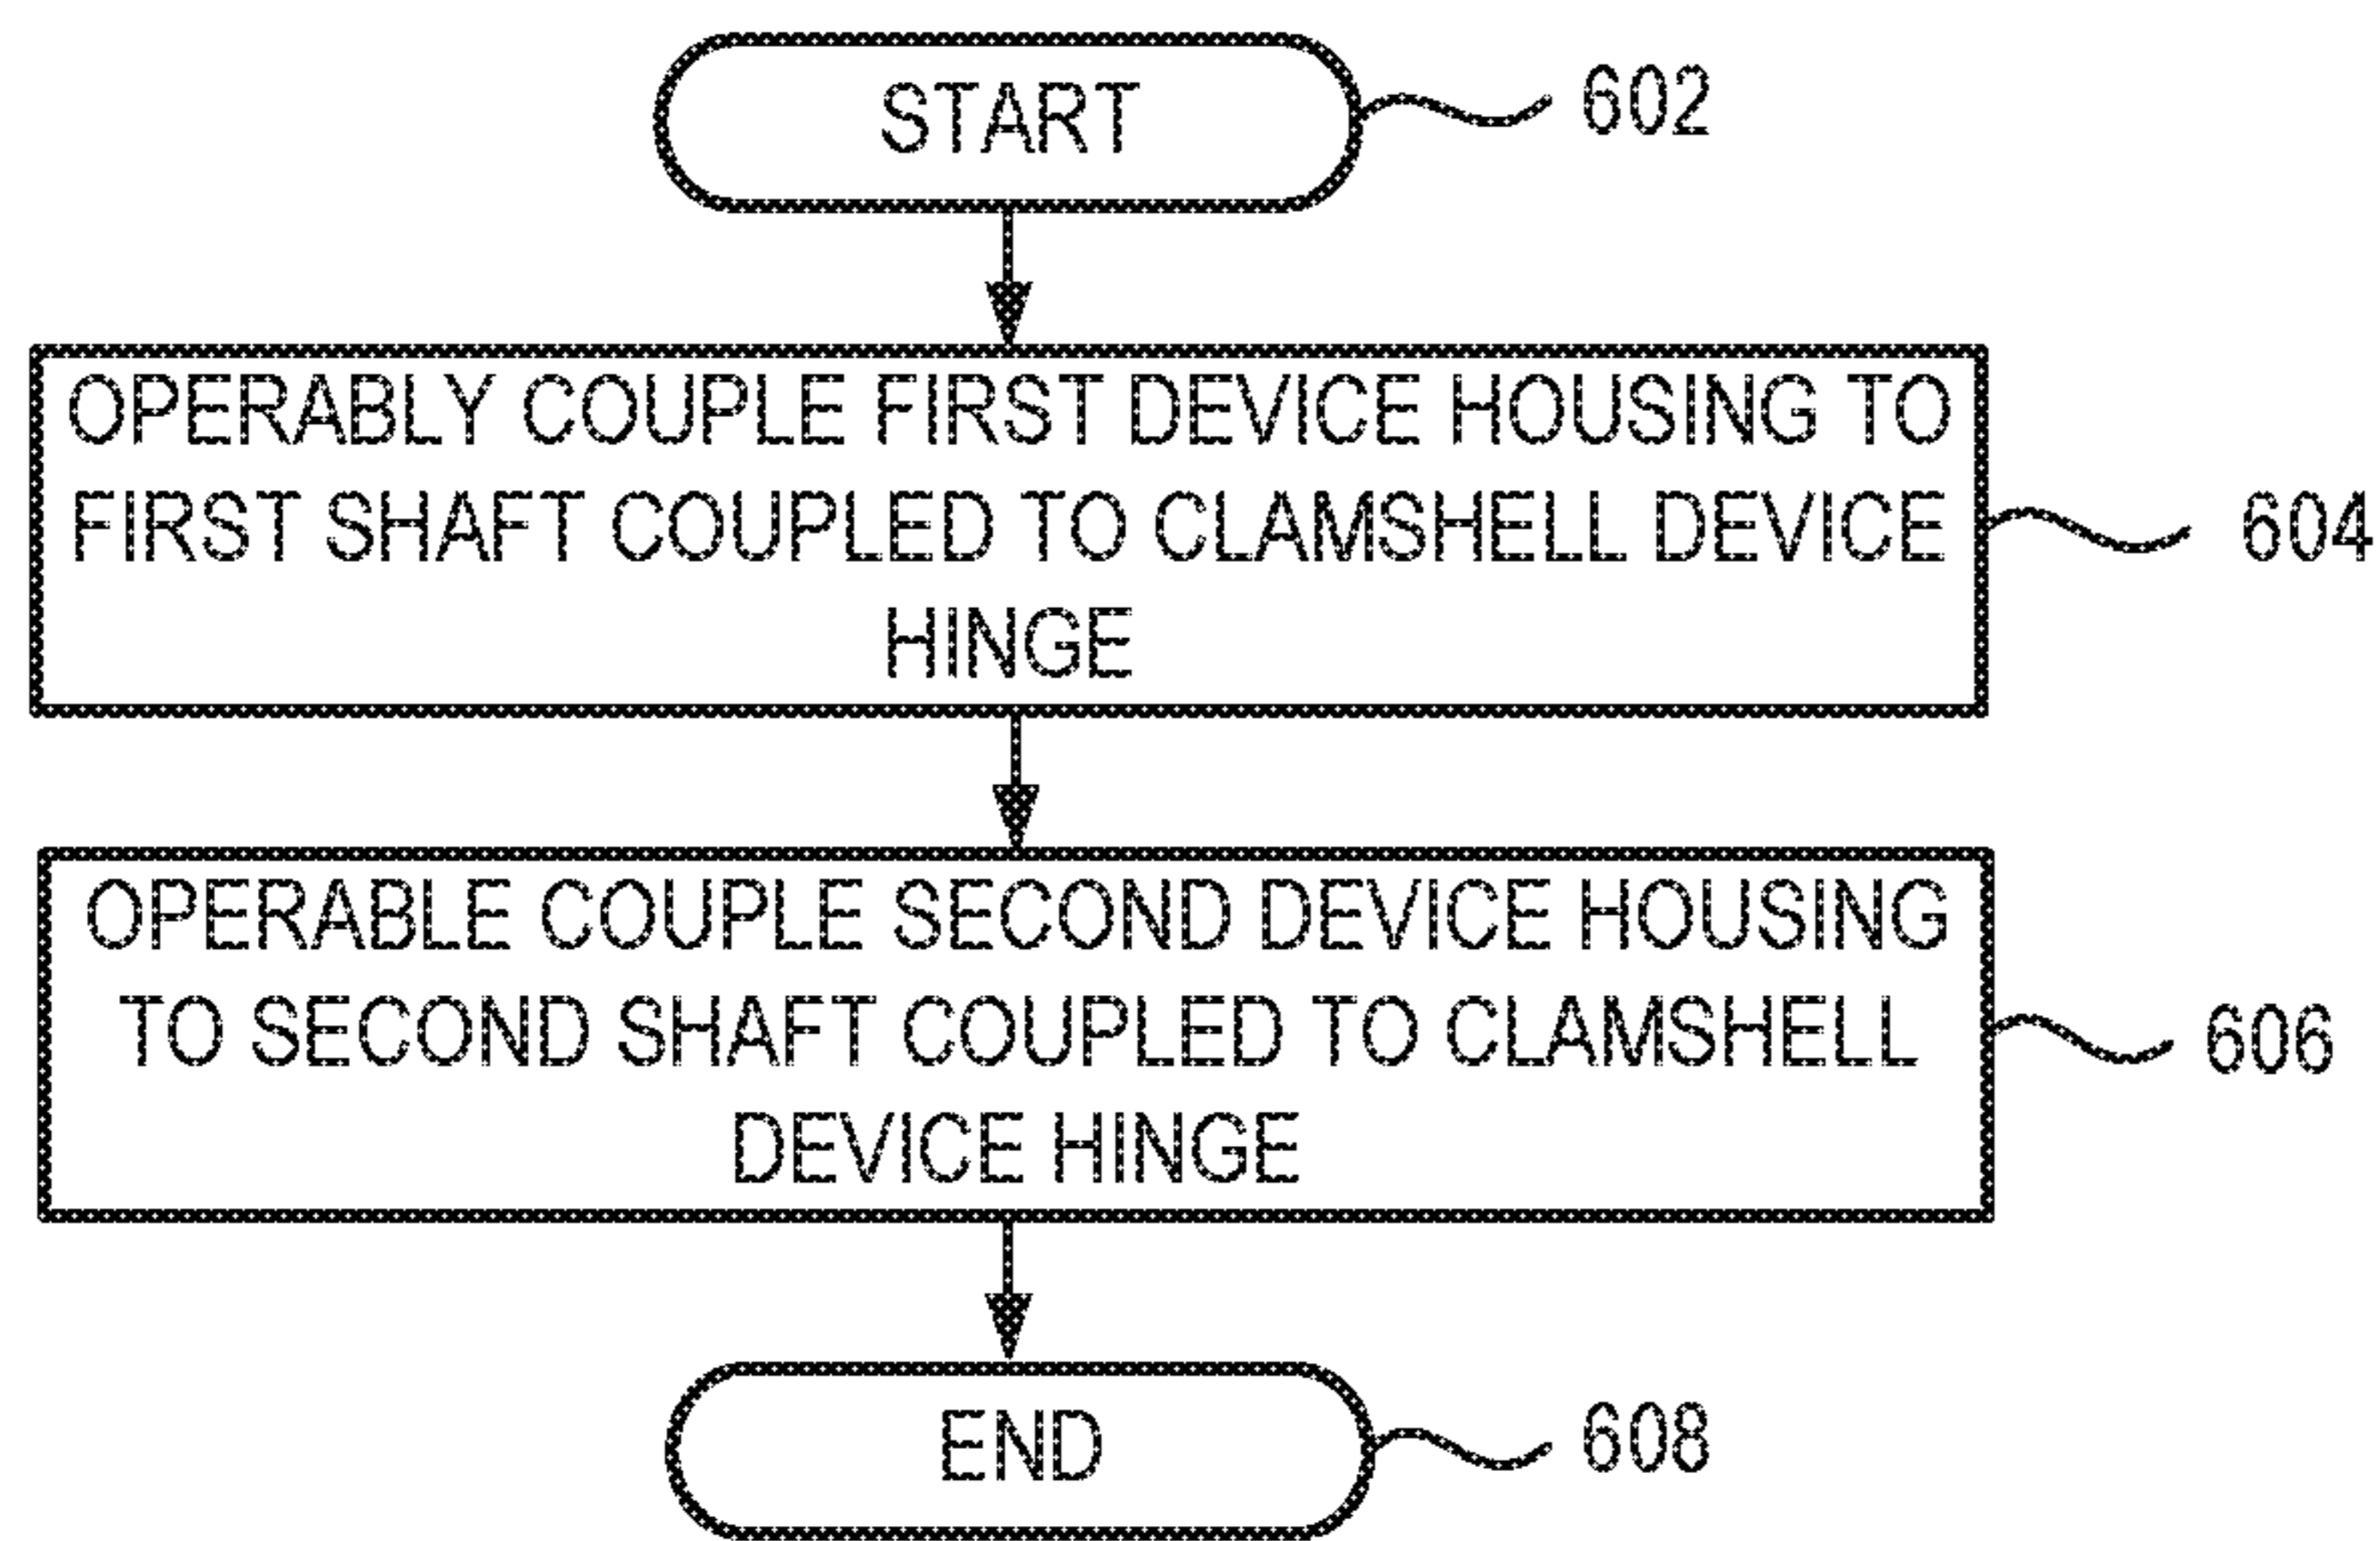 START
602
OPERABLY COUPLE FIRST DEVICE HOUSING TO
FIRST SHAFT COUPLED TO CLAMSHELL DEVICE
HINGE
604
OPERABLE COUPLE SECOND DEVICE HOUSING
TO SECOND SHAFT COUPLED TO CLAMSHELL
DEVICE HINGE
606
END
608